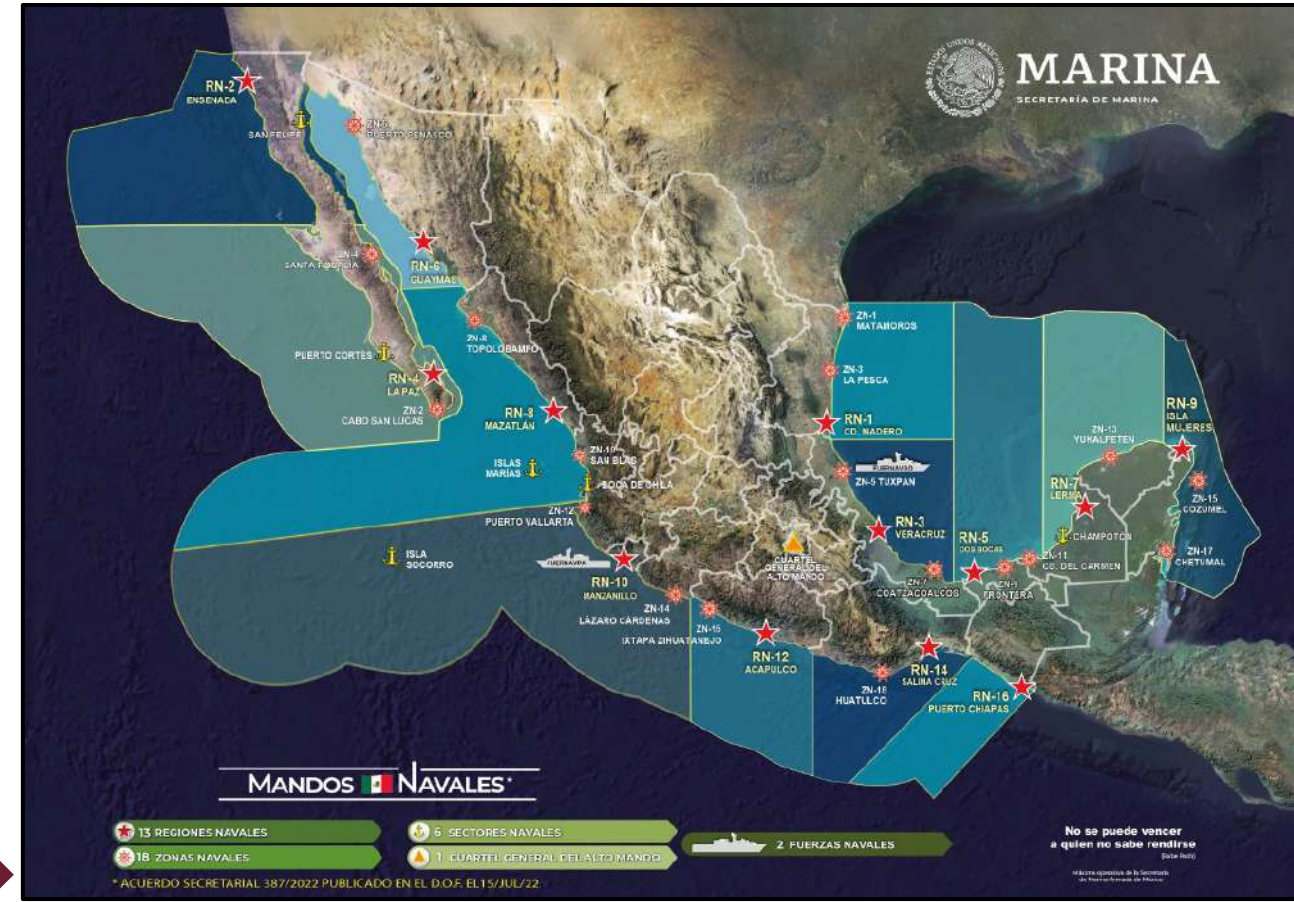 MARINA
SECRETARÍA DE MARINA
RN-2
ENSENADA
SAN FELIPE
ZN-6
PUERTO PEÑASCO
ZN-4
SANTA ROSALIA
RN-6
GUAYMAS
PUERTO CORTÉS
RN-4
LA PAZ
ZN-2
CABO SAN LUCAS
ZN-8
TOPOLOBAMPO
RN-8
MAZATLÁN
ZN-10
SAN BLAS
ISLAS
MARÍAS
BOCA DE CHILA
ZN-12
PUERTO VALLARTA
ISLA
SOCORRO
RN-10
MANZANILLO
ZN-14
LÁZARO CÁRDENAS
IXTAPA ZIHUATANEJO
RN-12
ACAPULCO
ZN-18
HUATULCO
RN-14
SALINA CRUZ
RN-16
PUERTO CHIAPAS
CUARTEL
GENERAL DEL
ALTO MANDO
ZN-1
MATAMOROS
ZN-3
LA PESCA
RN-1
CD. MADERO
ZN-5 TUXPAN
RN-3
VERACRUZ
ZN-7
COATZACOALCOS
RN-5
DOS BOCAS
ZN-9
FRONTERA
ZN-11
CD. DEL CARMEN
CHAMPOTÓN
RN-7
LERMA
ZN-13
YUKALPETEN
RN-9
ISLA
MUJERES
ZN-15
COZUMEL
ZN-17
CHETUMAL
MANDOS NAVALES*
13 REGIONES NAVALES
18 ZONAS NAVALES
6 SECTORES NAVALES
1 CUARTEL GENERAL DEL ALTO MANDO
2 FUERZAS NAVALES
* ACUERDO SECRETARIAL 387/2022 PUBLICADO EN EL D.O.F. EL 15/JUL/22
No se puede vencer
a quien no sabe rendirse